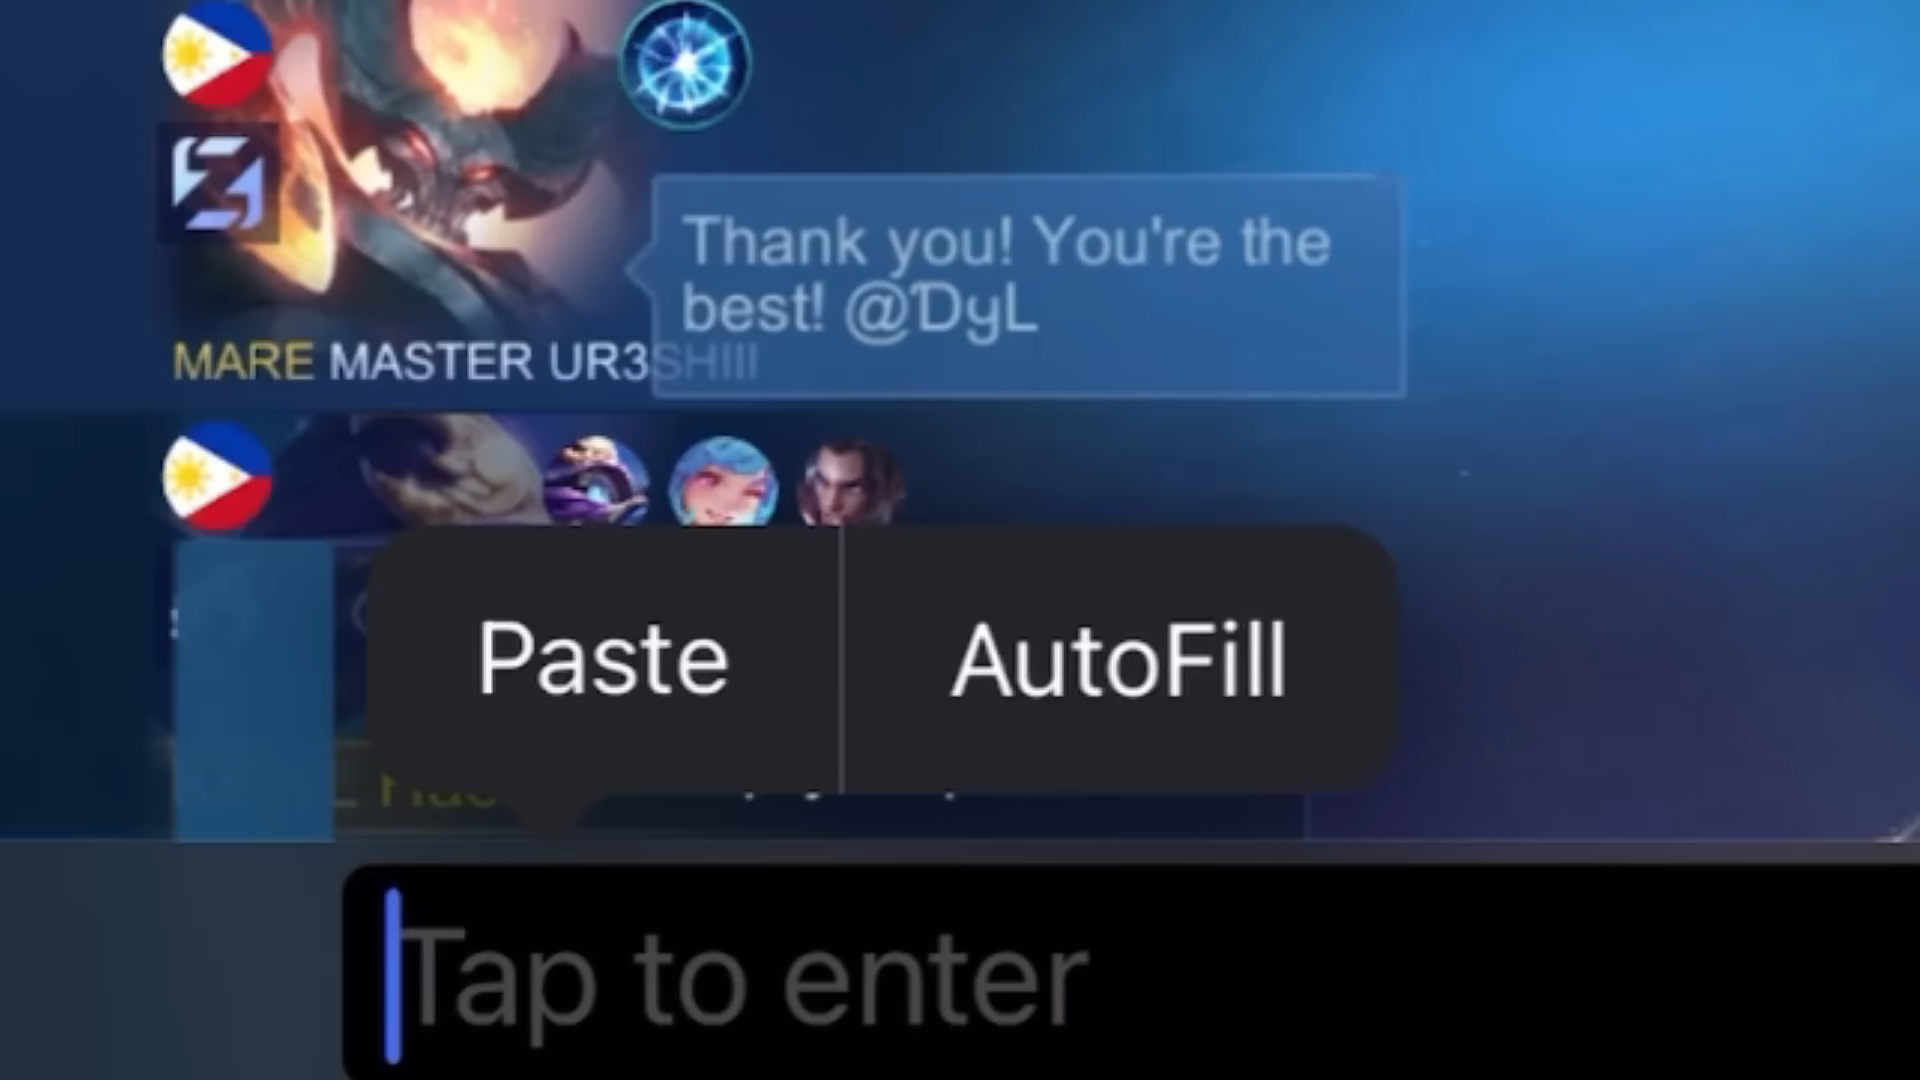 Thank you! You're the
best! @DyL
MARE MASTER UR3SHIII
Paste
AutoFill
Tap to enter